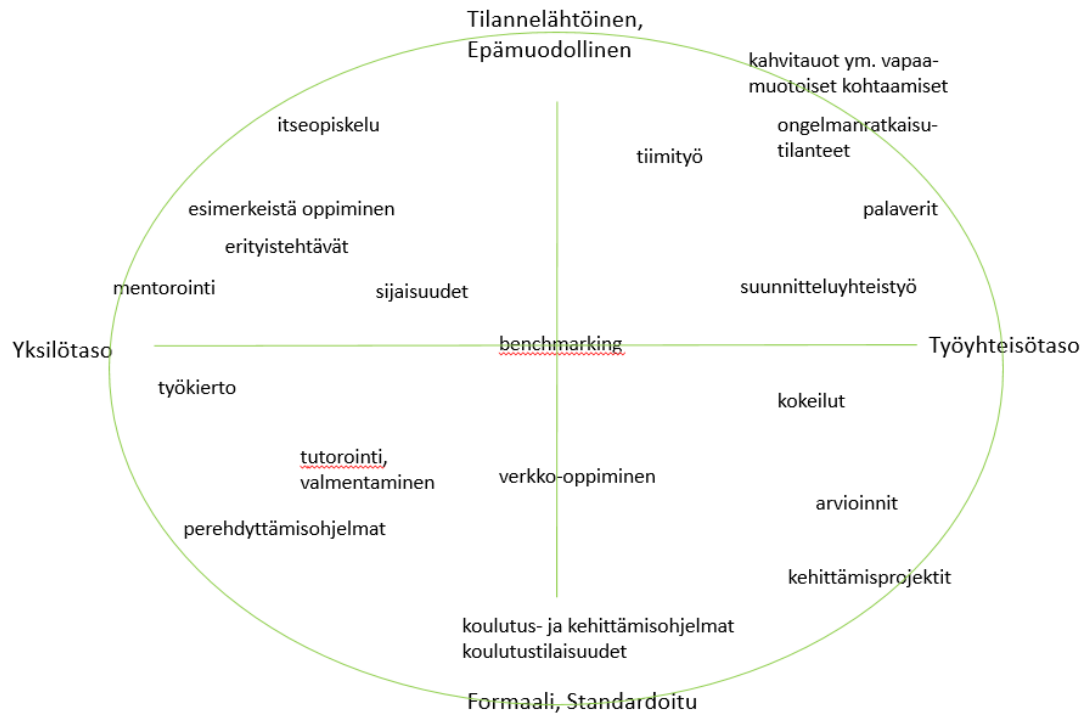 Tilannelähtöinen,
Epämuodollinen
kahvitauot ym. vapaa-
muotoiset kohtaamiset
itseopiskelu
ongelmanratkaisu-
tilanteet
tiimityö
esimerkeistä oppiminen
palaverit
erityistehtävät
mentorointi
sijaisuudet
suunnitteluyhteistyö
Yksilötaso
benchmarking
Työyhteisötaso
työkierto
kokeilut
tutorointi,
valmentaminen
verkko-oppiminen
arvioinnit
perehdyttämisohjelmat
kehittämisprojektit
koulutus- ja kehittämisohjelmat
koulutustilaisuudet
Formaali, Standardoitu